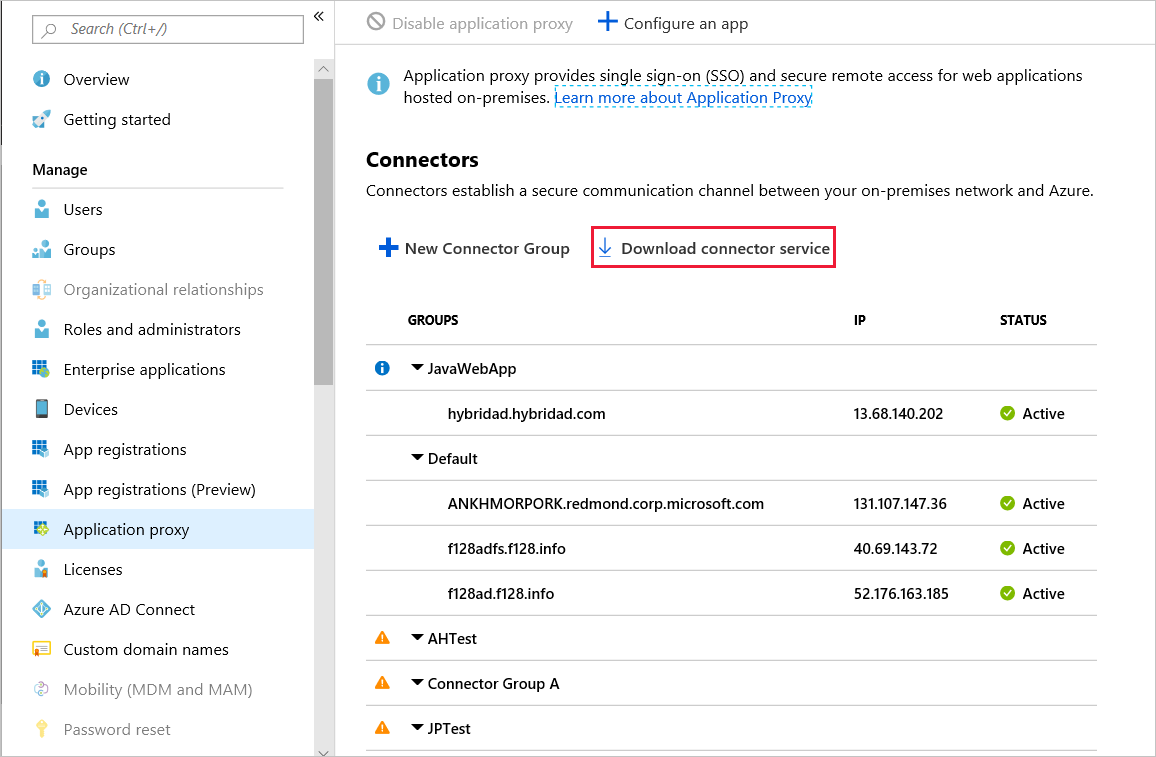 Search (Ctrl+/)
«
Overview
Getting started
Manage
Users
Groups
Organizational relationships
Roles and administrators
Enterprise applications
Devices
App registrations
App registrations (Preview)
Application proxy
Licenses
Azure AD Connect
Custom domain names
Mobility (MDM and MAM)
Password reset
Disable application proxy
Configure an app
Application proxy provides single sign-on (SSO) and secure remote access for web applications
hosted on-premises. Learn more about Application Proxy
Connectors
Connectors establish a secure communication channel between your on-premises network and Azure.
New Connector Group
Download connector service
GROUPS IP STATUS
JavaWebApp
hybridad.hybridad.com 13.68.140.202 Active
Default
ANKHMORPORK.redmond.corp.microsoft.com 131.107.147.36 Active
f128adfs.f128.info 40.69.143.72 Active
f128ad.f128.info 52.176.163.185 Active
AHTest
Connector Group A
JPTest